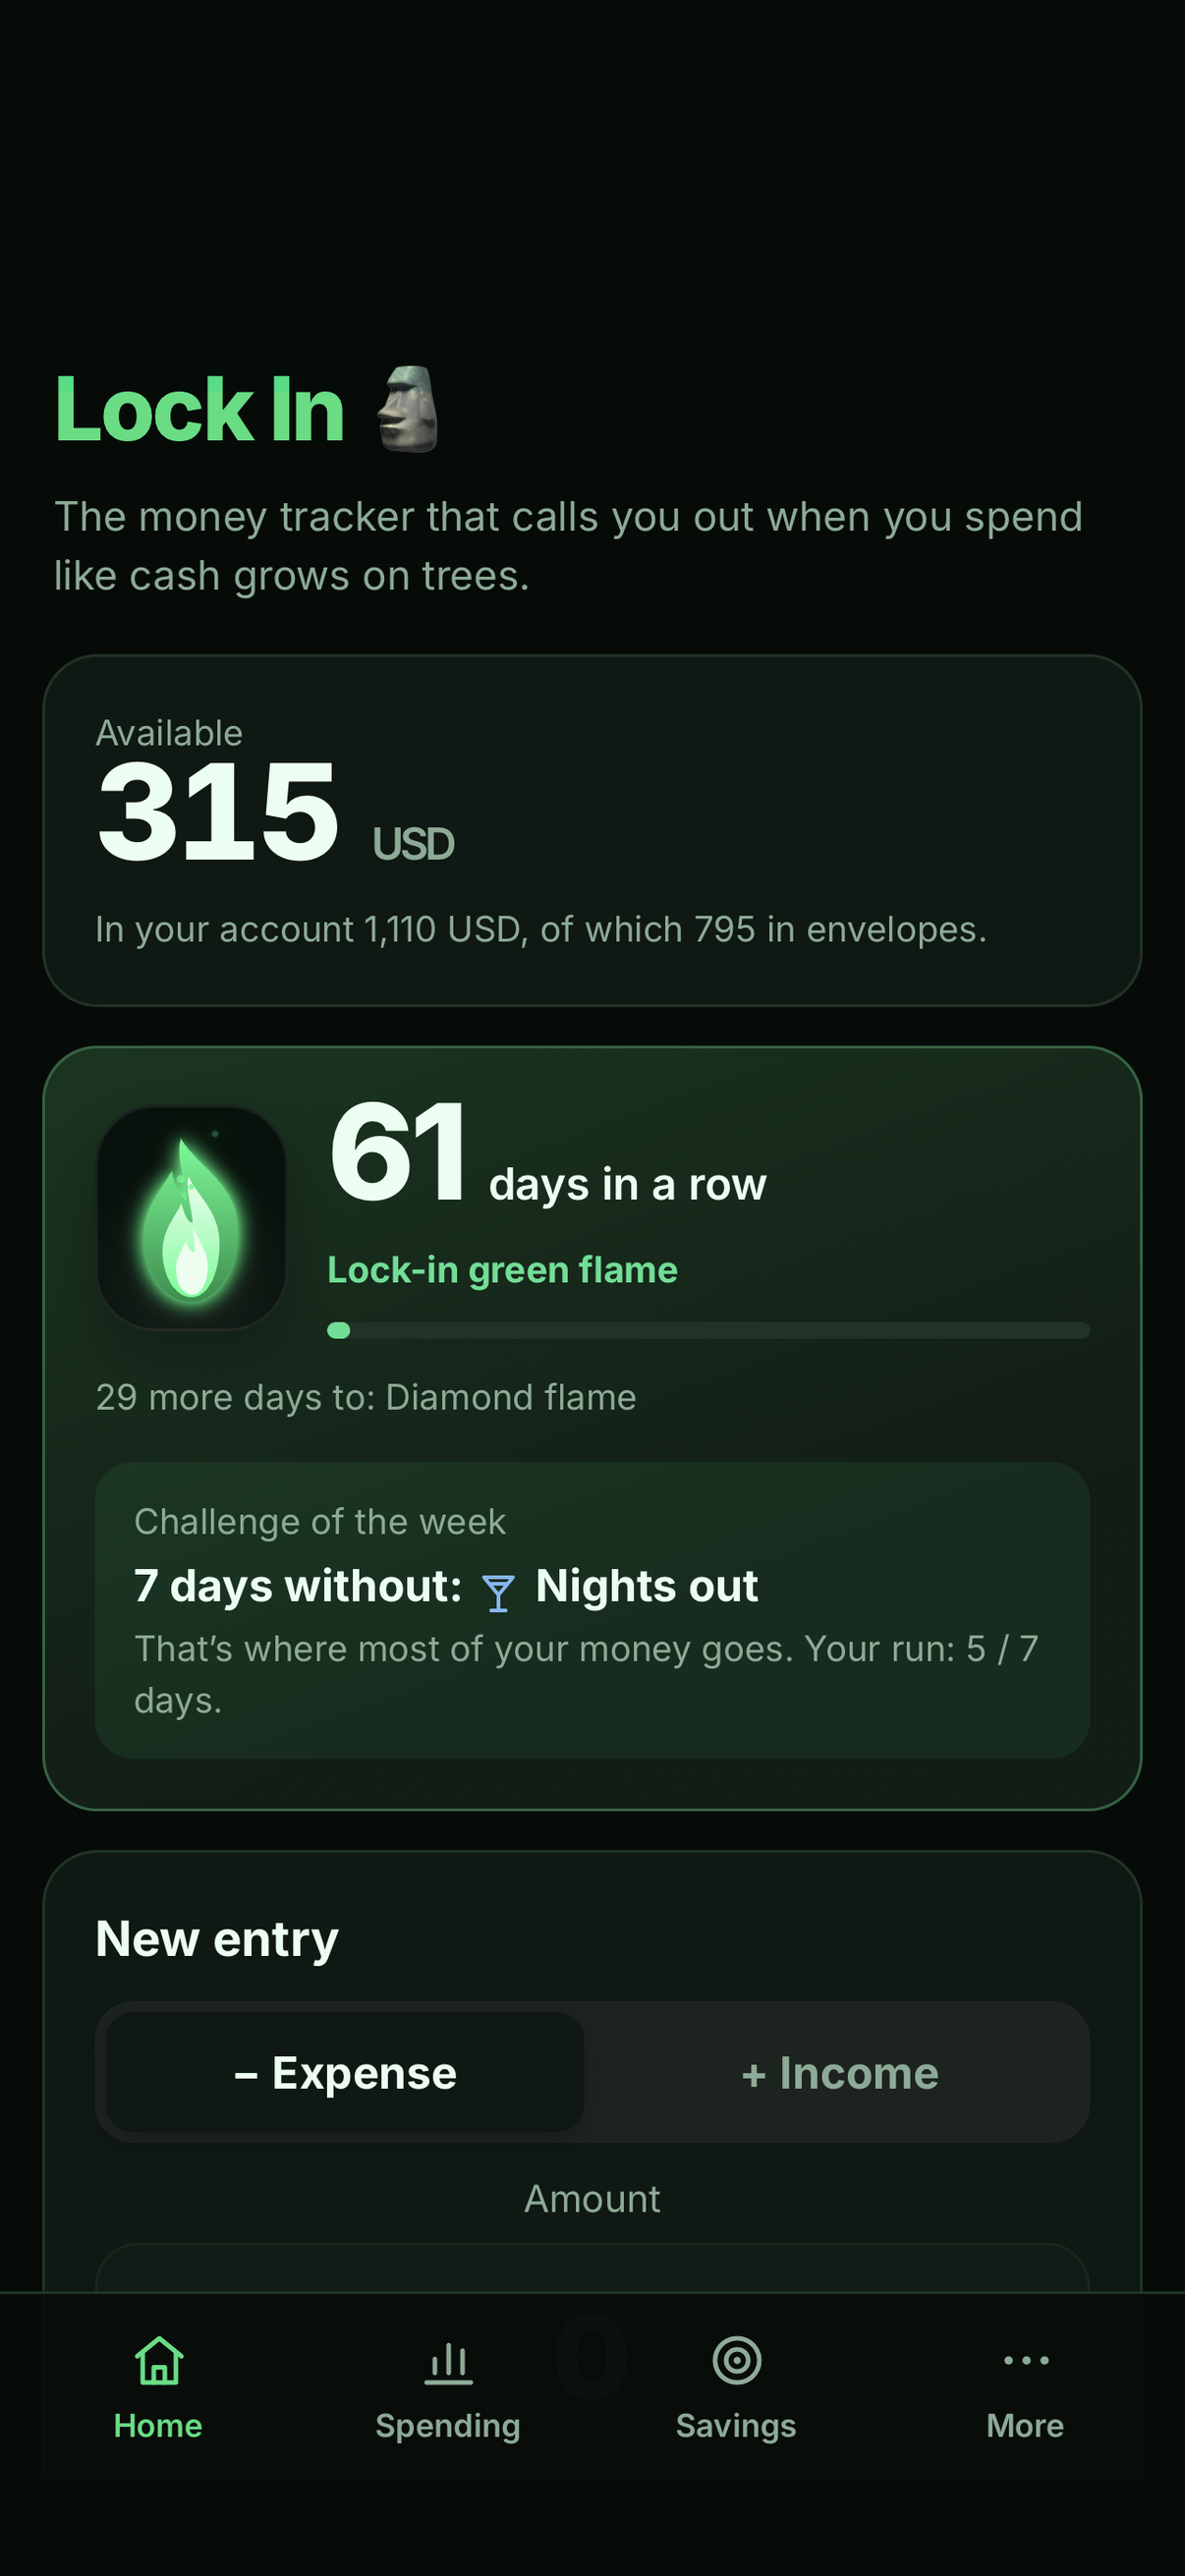 Lock In 🗿
The money tracker that calls you out when you spend
like cash grows on trees.
Available
315 USD
In your account 1,110 USD, of which 795 in envelopes.
61 days in a row
Lock-in green flame
29 more days to: Diamond flame
Challenge of the week
7 days without: Nights out
That’s where most of your money goes. Your run: 5 / 7
days.
New entry
– Expense
+ Income
Amount
0
Home
Spending
Savings
More